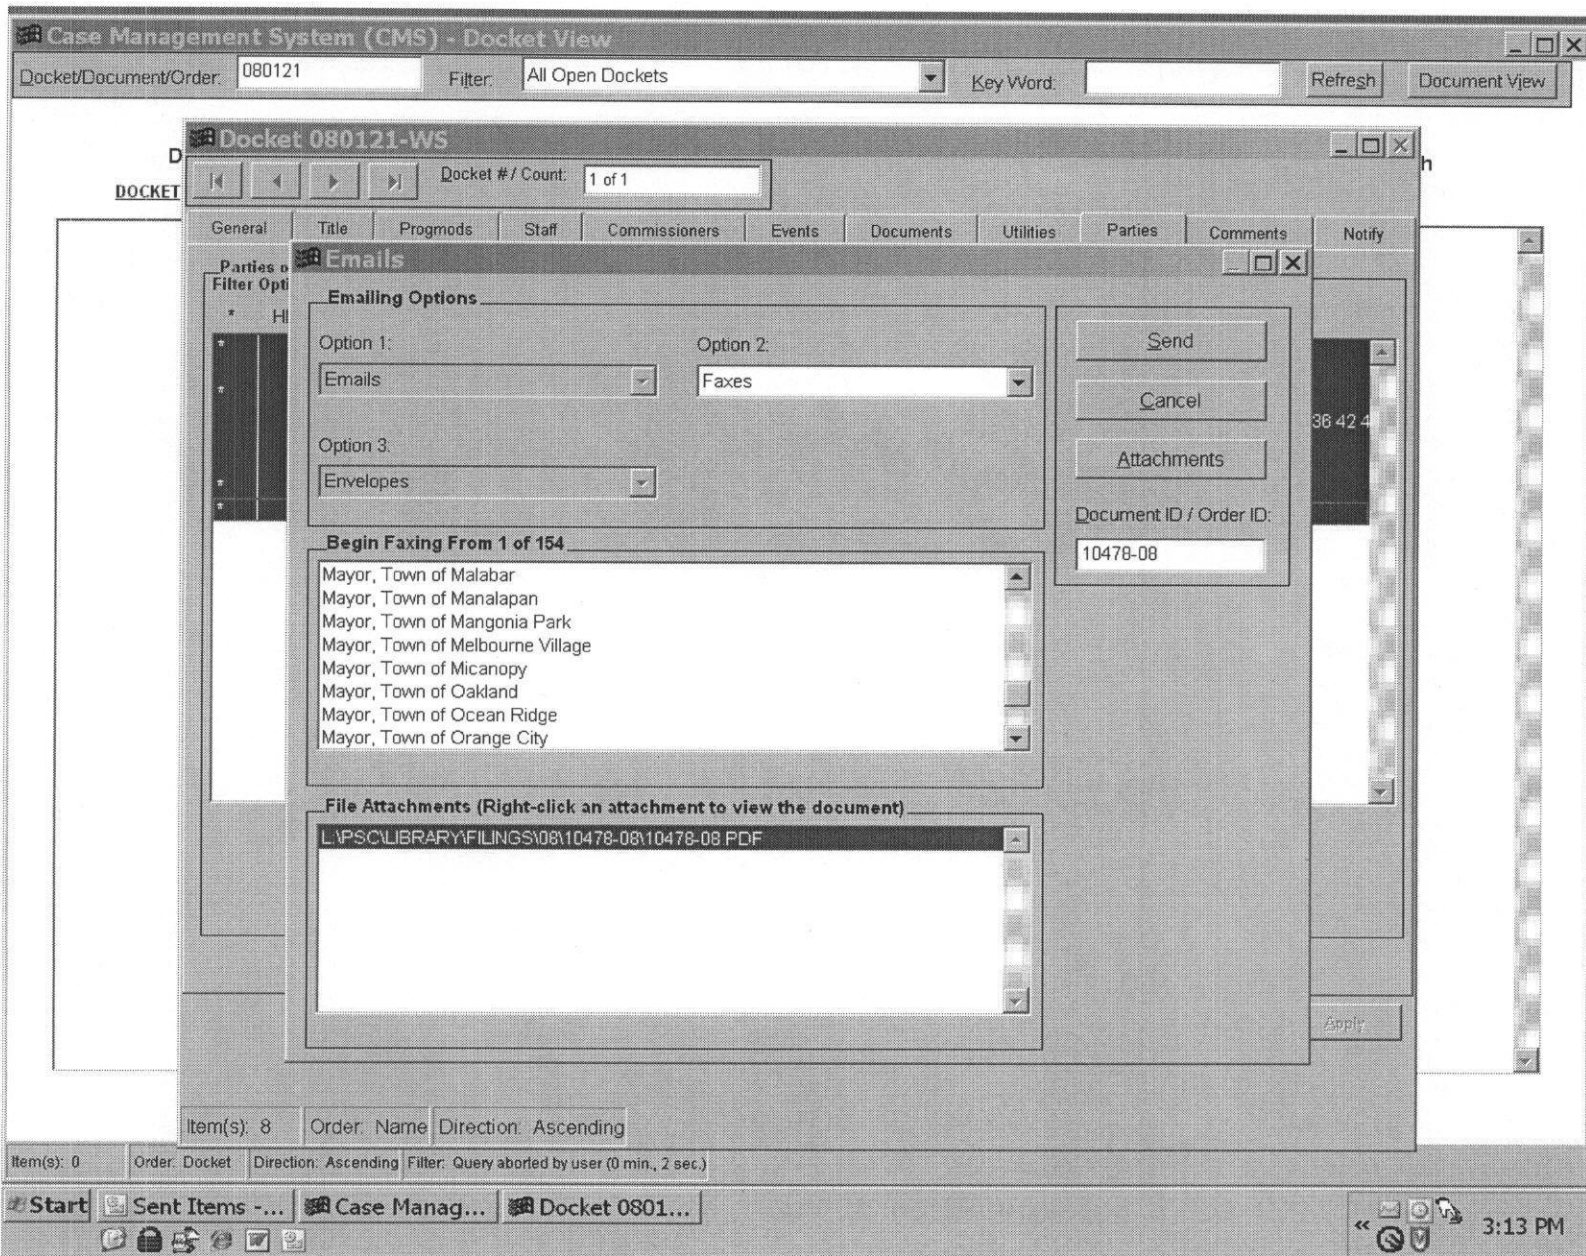 Case Management System (CMS) - Docket View
Docket/Document/Order: 080121 Filter: All Open Dockets Key Word: Refresh Document View
Docket 080121-WS
D h
DOCKET Docket # / Count: 1 of 1
General Title Progmods Staff Commissioners Events Documents Utilities Parties Comments Notify
Parties o
Emails
Filter Opti
Emailing Options
* HI
Option 1: Option 2: Send
Emails Faxes
Cancel
36 42 4
Option 3.
Attachments
Envelopes
Document ID / Order ID:
Begin Faxing From 1 of 154
10478-08
Mayor, Town of Malabar
Mayor, Town of Manalapan
Mayor, Town of Mangonia Park
Mayor, Town of Melbourne Village
Mayor, Town of Micanopy
Mayor, Town of Oakland
Mayor, Town of Ocean Ridge
Mayor, Town of Orange City
File Attachments (Right-click an attachment to view the document)
L:\PSC\LIBRARY\FILINGS\08\10478-08\10478-08.PDF
Apply
Item(s): 8 Order: Name Direction: Ascending
Item(s): 0 Order: Docket Direction: Ascending Filter: Query aborted by user (0 min., 2 sec.)
Start Sent Items -... Case Manag... Docket 0801...
« 3:13 PM